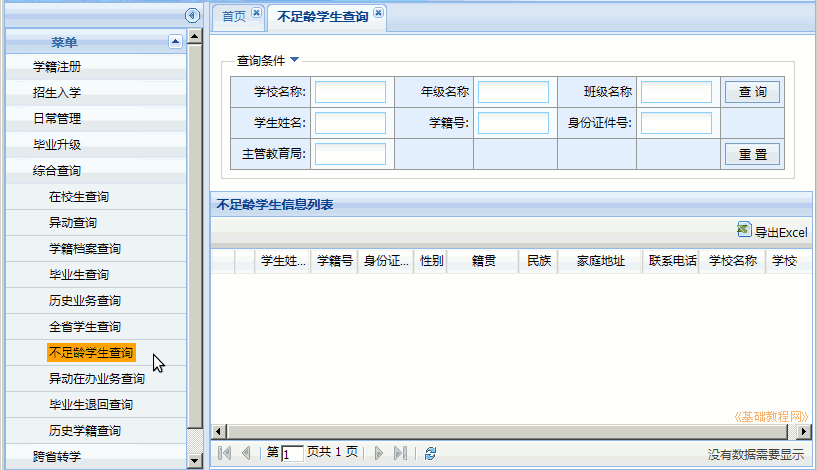 首页
不足龄学生查询
菜单
学籍注册
招生入学
日常管理
毕业升级
综合查询
在校生查询
异动查询
学籍档案查询
毕业生查询
历史业务查询
全省学生查询
不足龄学生查询
异动在办业务查询
毕业生退回查询
历史学籍查询
跨省转学
查询条件
学校名称: 年级名称 班级名称 查 询
学生姓名: 学籍号: 身份证件号:
主管教育局: 重 置
不足龄学生信息列表
导出Excel
学生姓... 学籍号 身份证... 性别 籍贯 民族 家庭地址 联系电话 学校名称 学校
《基础教程网》
第 1 页共 1 页 没有数据需要显示